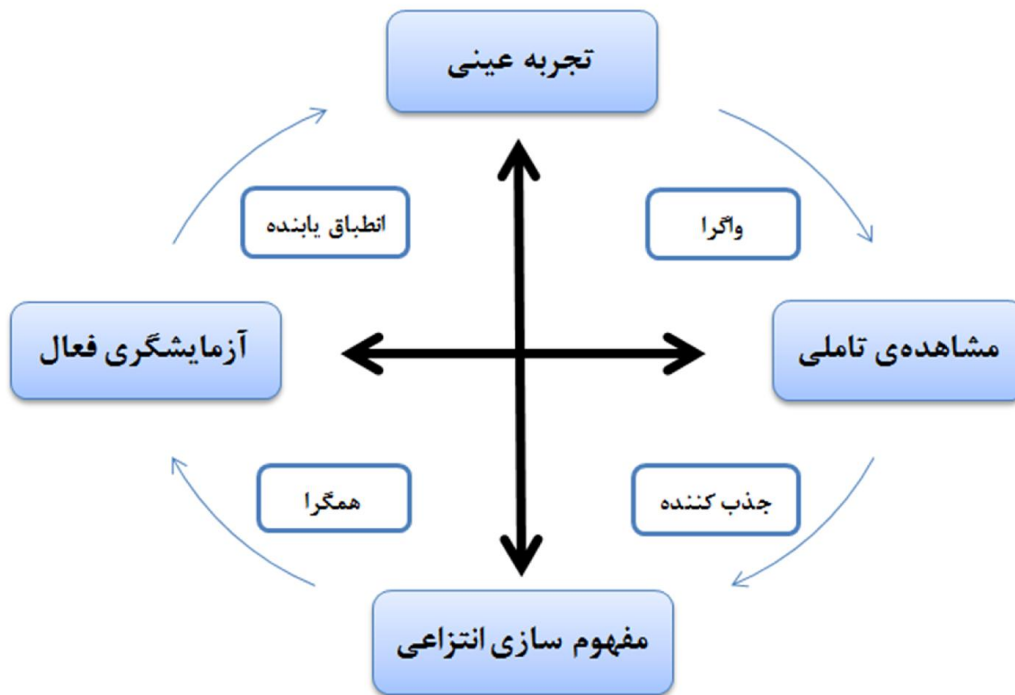 تجربه عینی
انطباق یابنده
واگرا
آزمایشگری فعال
مشاهده‌ی تاملی
همگرا
جذب کننده
مفهوم سازی انتزاعی